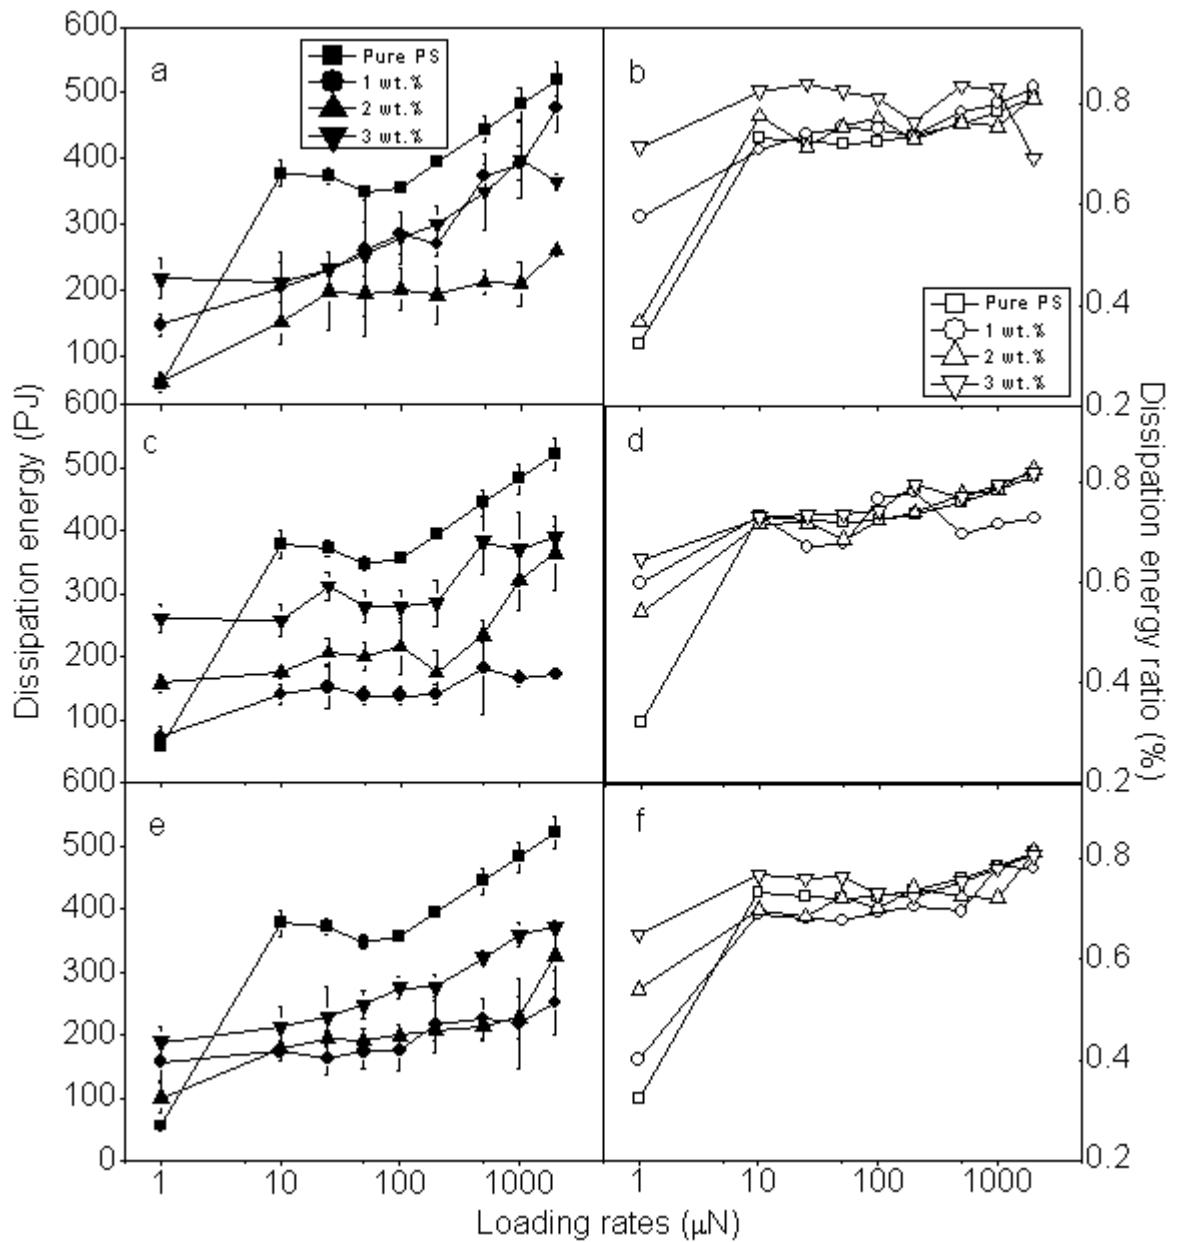 600
500
400
300
200
100
600
500
400
300
200
100
600
500
400
300
200
100
0
Dissipation energy (PJ)
a
Pure PS
1 wt.%
2 wt.%
3 wt.%
b
Pure PS
1 wt.%
2 wt.%
3 wt.%
c
d
e
f
0.8
0.6
0.4
0.2
0.8
0.6
0.4
0.2
0.8
0.6
0.4
0.2
Dissipation energy ratio (%)
1 10 100 1000 1 10 100 1000
Loading rates (μN)